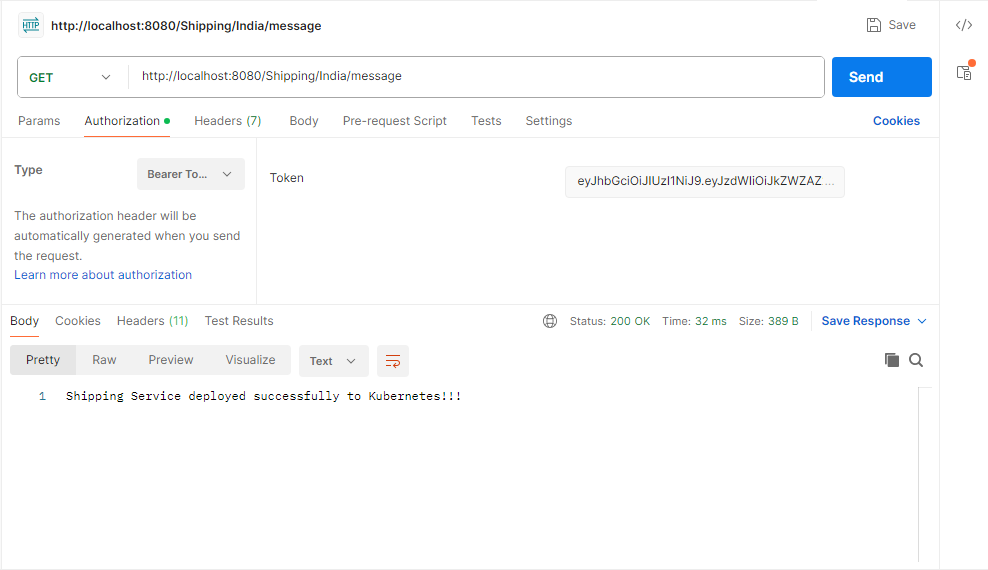 HTTP http://localhost:8080/Shipping/India/message Save
GET http://localhost:8080/Shipping/India/message Send
Params Authorization Headers (7) Body Pre-request Script Tests Settings Cookies
Type Bearer To...
Token eyJhbGciOiJIUzI1NiJ9.eyJzdWIiOiJkZWZAZ...
The authorization header will be
automatically generated when you send
the request.
Learn more about authorization
Body Cookies Headers (11) Test Results Status: 200 OK Time: 32 ms Size: 389 B Save Response
Pretty Raw Preview Visualize Text
1 Shipping Service deployed successfully to Kubernetes!!!